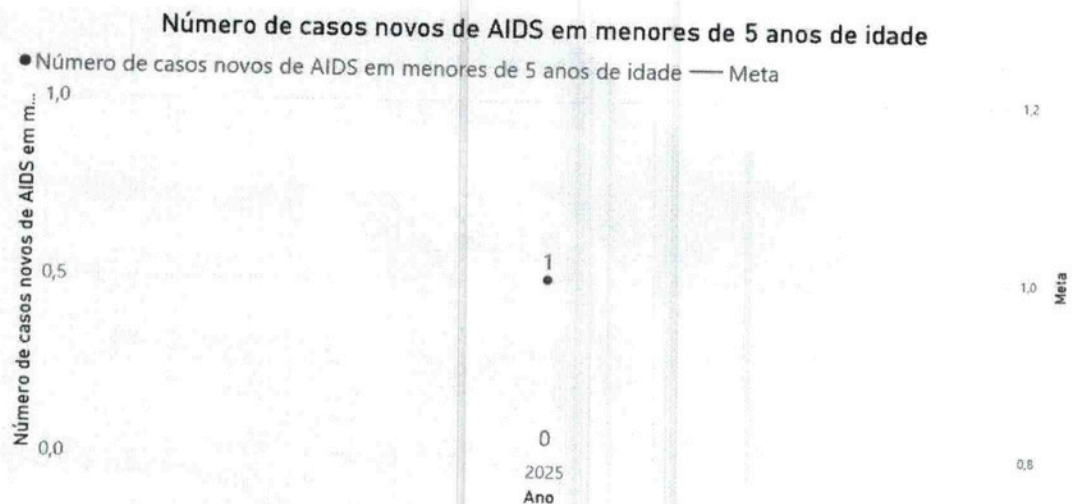 Número de casos novos de AIDS em menores de 5 anos de idade
Número de casos novos de AIDS em menores de 5 anos de idade Meta
Número de casos novos de AIDS em m...
1,0
0,5
0,0
1
0
2025
Ano
1,2
1,0
0,8
Meta